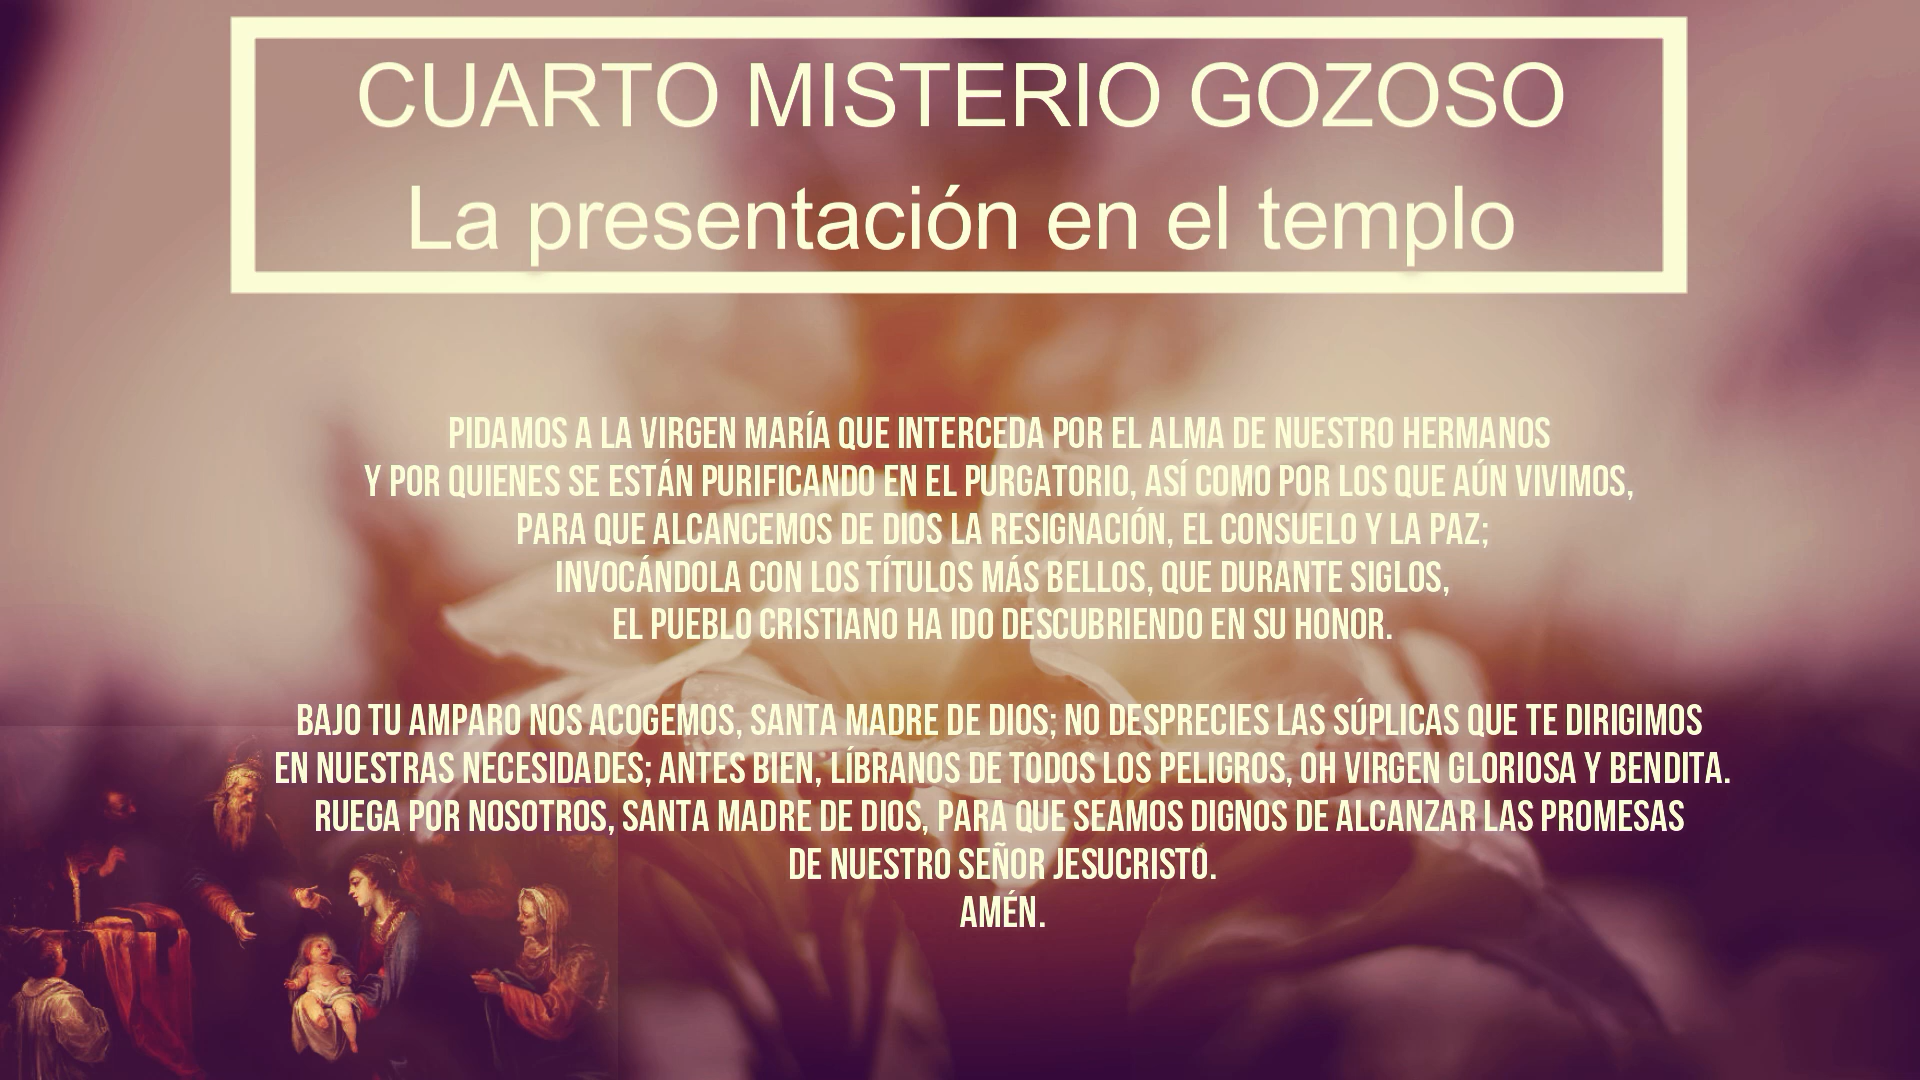 CUARTO MISTERIO GOZOSO
La presentación en el templo
PIDAMOS A LA VIRGEN MARÍA QUE INTERCEDA POR EL ALMA DE NUESTRO HERMANOS
Y POR QUIENES SE ESTÁN PURIFICANDO EN EL PURGATORIO, ASÍ COMO POR LOS QUE AÚN VIVIMOS,
PARA QUE ALCANCEMOS DE DIOS LA RESIGNACIÓN, EL CONSUELO Y LA PAZ;
INVOCÁNDOLA CON LOS TÍTULOS MÁS BELLOS, QUE DURANTE SIGLOS,
EL PUEBLO CRISTIANO HA IDO DESCUBRIENDO EN SU HONOR.
BAJO TU AMPARO NOS ACOGEMOS, SANTA MADRE DE DIOS; NO DESPRECIES LAS SÚPLICAS QUE TE DIRIGIMOS
EN NUESTRAS NECESIDADES; ANTES BIEN, LÍBRANOS DE TODOS LOS PELIGROS, OH VIRGEN GLORIOSA Y BENDITA.
RUEGA POR NOSOTROS, SANTA MADRE DE DIOS, PARA QUE SEAMOS DIGNOS DE ALCANZAR LAS PROMESAS
DE NUESTRO SEÑOR JESUCRISTO.
AMÉN.